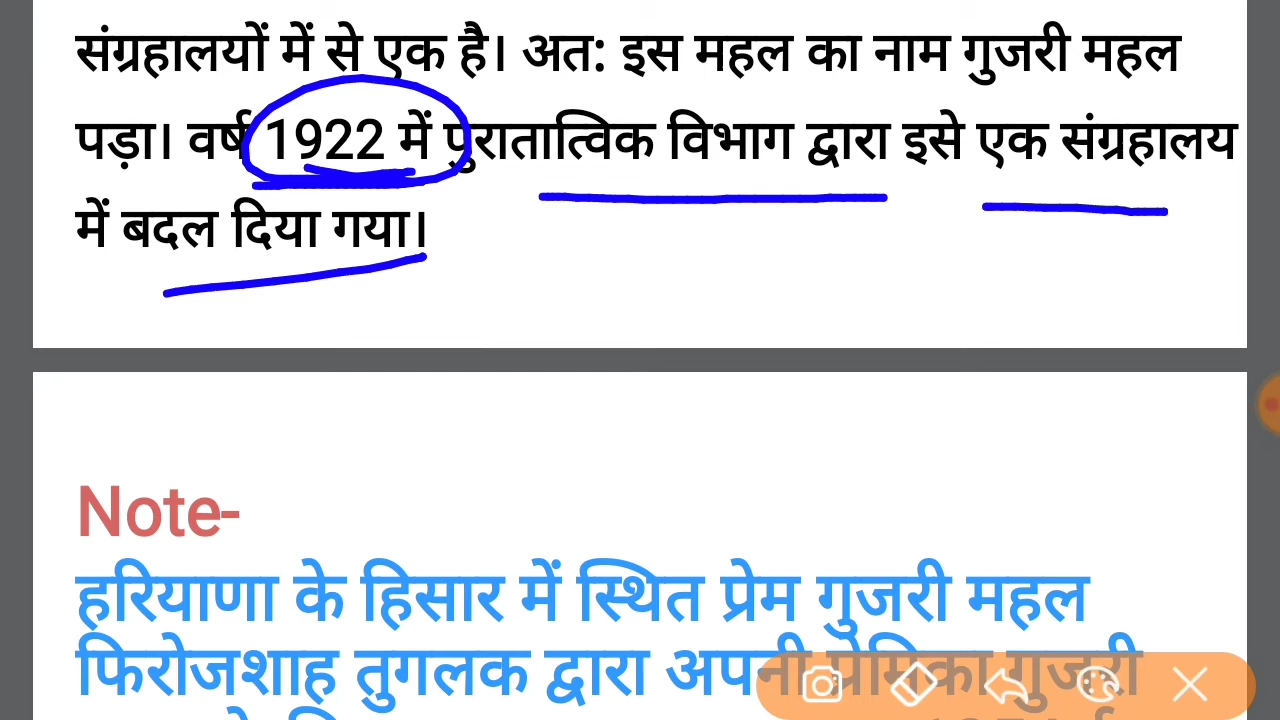 संग्रहालयों में से एक है। अत: इस महल का नाम गुजरी महल
पड़ा। वर्ष 1922 में पुरातात्विक विभाग द्वारा इसे एक संग्रहालय
में बदल दिया गया।
Note-
हरियाणा के हिसार में स्थित प्रेम गुजरी महल
फिरोजशाह तुगलक द्वारा अपनी प्रेमिका गुजरी